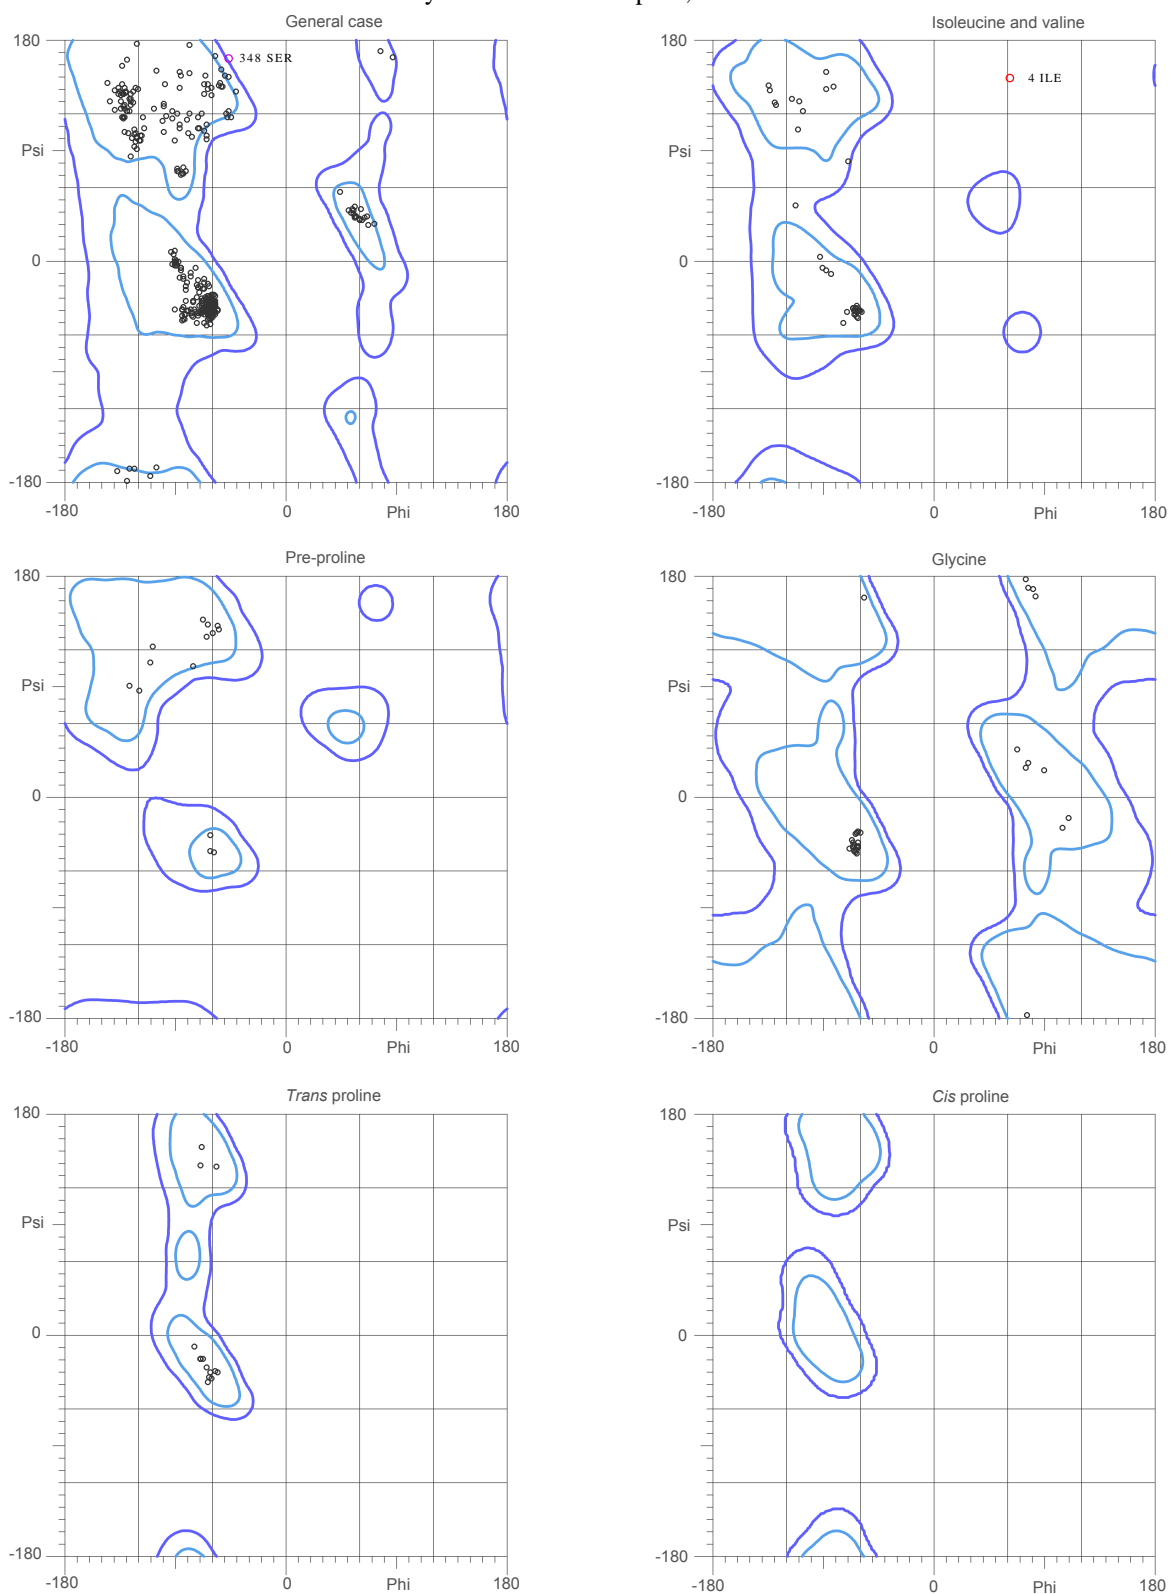 General case
180
348 SER
Psi
0
-180
-180
0
Phi
180
Isoleucine and valine
180
4 ILE
Psi
0
-180
-180
0
Phi
180
Pre-proline
180
Psi
0
-180
-180
0
Phi
180
Glycine
180
Psi
0
-180
-180
0
Phi
180
Trans proline
180
Psi
0
-180
-180
0
Phi
180
Cis proline
180
Psi
0
-180
-180
0
Phi
180